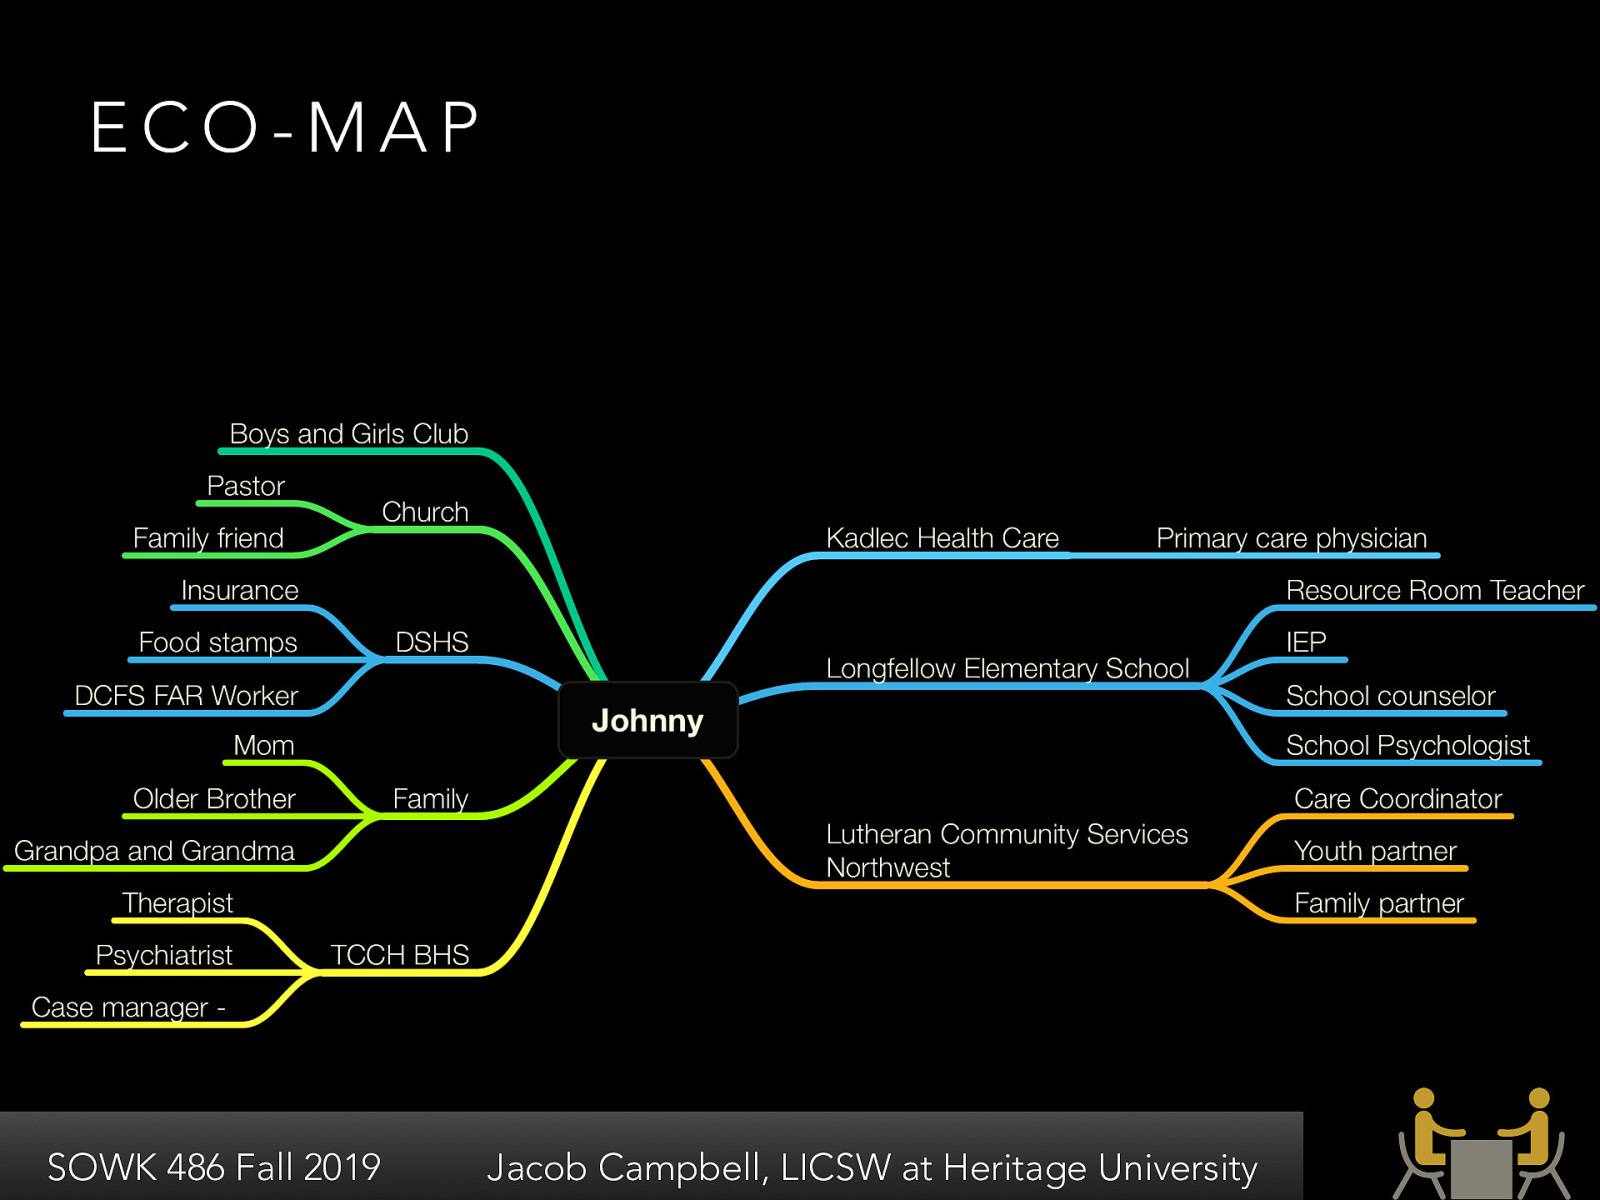 ECO-MAP
Boys and Girls Club
Pastor
Church
Family friend
Insurance
Food stamps
DSHS
DCFS FAR Worker
Mom
Older Brother
Family
Grandpa and Grandma
Therapist
Psychiatrist
TCCH BHS
Case manager -
Johnny
Kadlec Health Care
Primary care physician
Longfellow Elementary School
Resource Room Teacher
IEP
School counselor
School Psychologist
Lutheran Community Services
Northwest
Care Coordinator
Youth partner
Family partner
SOWK 486 Fall 2019
Jacob Campbell, LICSW at Heritage University